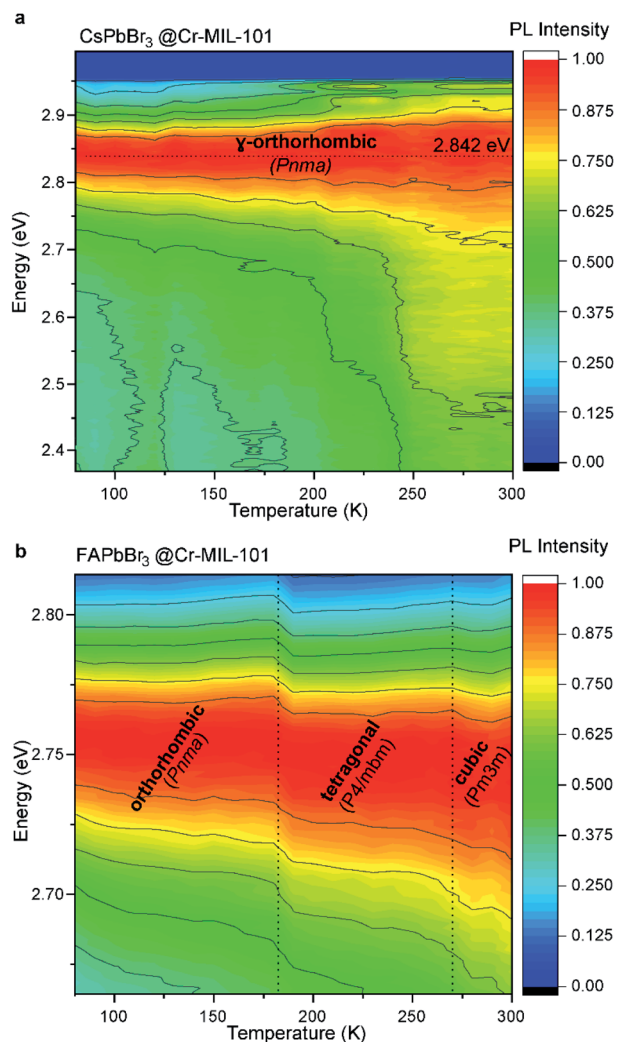 a
CsPbBr3 @Cr-MIL-101
PL Intensity
ɣ-orthorhombic
(Pnma)
2.842 eV
2.9
2.8
2.7
2.6
2.5
2.4
Energy (eV)
100
150
200
250
300
Temperature (K)
1.00
0.875
0.750
0.625
0.500
0.375
0.250
0.125
0.00
b
FAPbBr3 @Cr-MIL-101
PL Intensity
orthorhombic
(Pnma)
tetragonal
(P4/mbm)
cubic
(Pm3m)
2.80
2.75
2.70
Energy (eV)
100
150
200
250
300
Temperature (K)
1.00
0.875
0.750
0.625
0.500
0.375
0.250
0.125
0.00